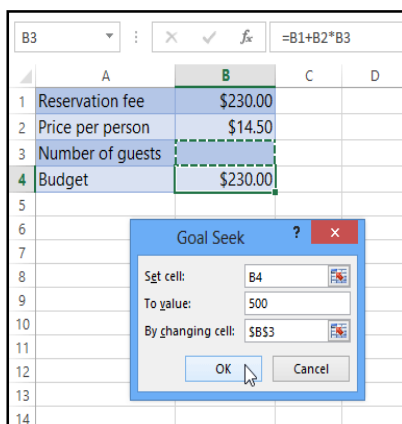 B3 fx =B1+B2*B3
A B C D
1 Reservation fee $230.00
2 Price per person $14.50
3 Number of guests
4 Budget $230.00
5
6
7
8
9
10
11
12
13
14
Goal Seek ? ×
Set cell: B4
To value: 500
By changing cell: $B$3
OK Cancel